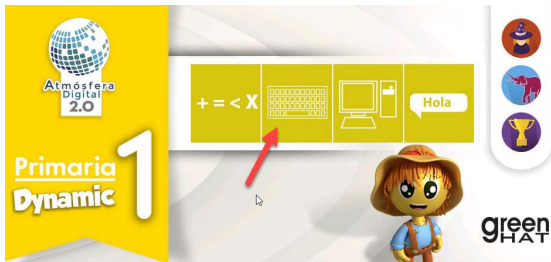 Atmósfera
Digital
2.0
Primaria
Dynamic
1
+ = < X
Hola
green
HAT